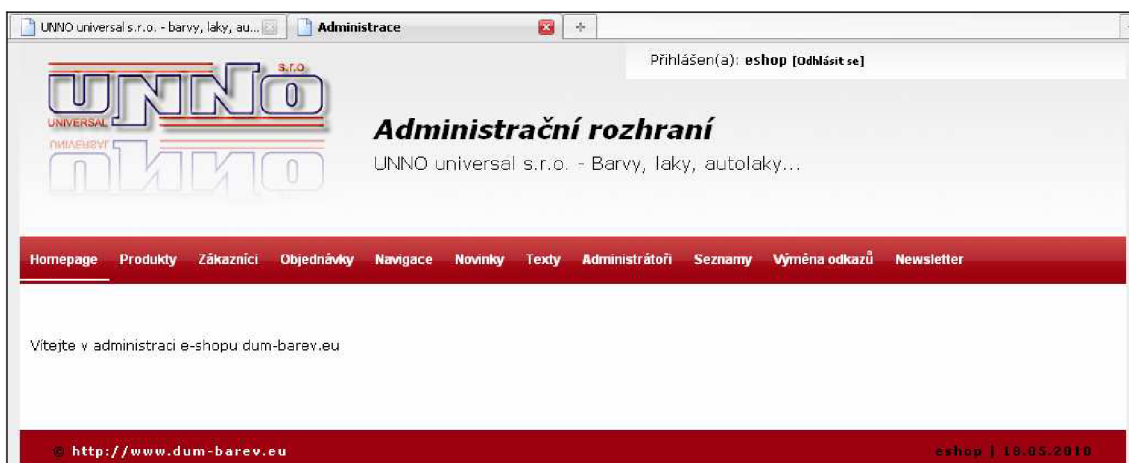 UNNO universal s.r.o. - barvy, laky, au...
Administrace
Přihlášen(a): eshop [Odhlásit se]
UNNO
s.r.o
UNIVERSAL
Administrační rozhraní
UNNO universal s.r.o. - Barvy, laky, autolaky...
Homepage Produkty Zákazníci Objednávky Navigace Novinky Texty Administrátoři Seznamy Výměna odkazů Newsletter
Vítejte v administraci e-shopu dum-barev.eu
© http://www.dum-barev.eu
eshop | 18.05.2010